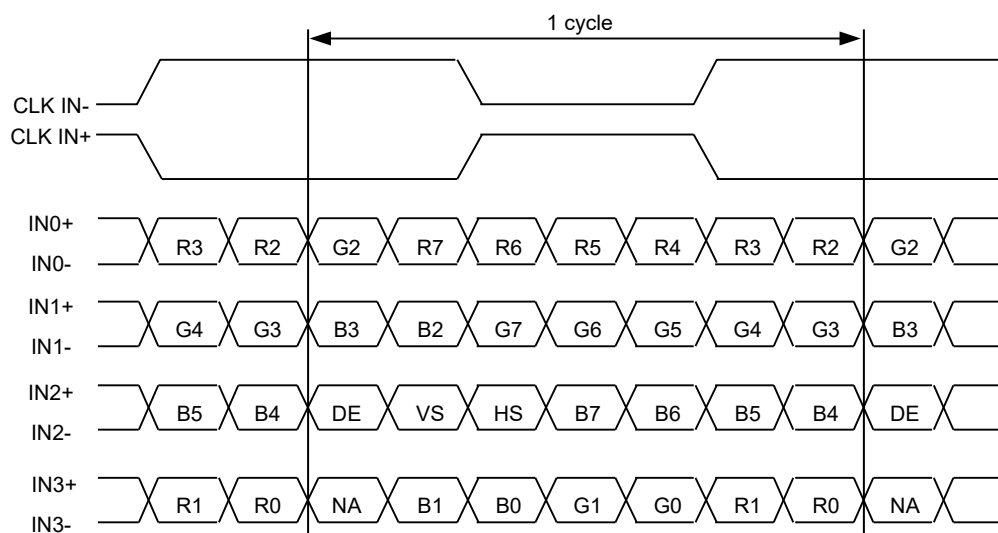 1 cycle
CLK IN-
CLK IN+
IN0+
R3 R2 G2 R7 R6 R5 R4 R3 R2 G2
IN0-
IN1+
G4 G3 B3 B2 G7 G6 G5 G4 G3 B3
IN1-
IN2+
B5 B4 DE VS HS B7 B6 B5 B4 DE
IN2-
IN3+
R1 R0 NA B1 B0 G1 G0 R1 R0 NA
IN3-